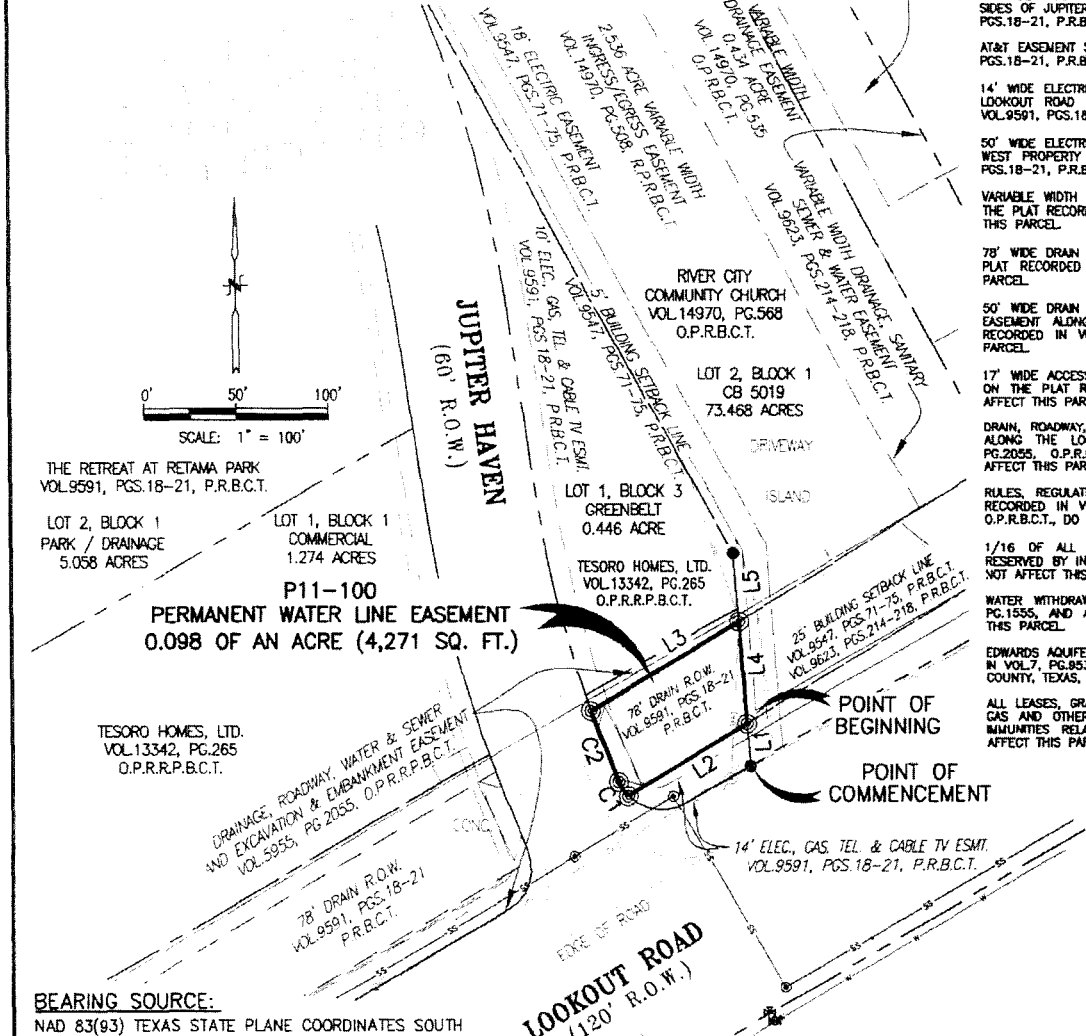 SIDES OF JUPITER
PGS.18-21, P.R.B
AT&T EASEMENT S
PGS.18-21, P.R.B
14' WIDE ELECTRI
LOOKOUT ROAD
VOL.9591, PGS.18
50' WIDE ELECTR
WEST PROPERTY
PGS.18-21, P.R.B
VARIABLE WIDTH
THE PLAT RECOR
THIS PARCEL
78' WIDE DRAIN
PLAT RECORDED
PARCEL
50' WIDE DRAIN
EASEMENT ALONG
RECORDED IN V
PARCEL
17' WIDE ACCESS
ON THE PLAT R
AFFECT THIS PAR
DRAIN, ROADWAY,
ALONG THE LO
PG.2055, O.P.R.
AFFECT THIS PAR
RULES, REGULAT
RECORDED IN V
O.P.R.B.C.T., DO
1/16 OF ALL
RESERVED BY IN
NOT AFFECT THIS
WATER WITHDRAW
PG.1555, AND A
THIS PARCEL
EDWARDS AQUIFE
IN VOL.7, PG.953
COUNTY, TEXAS,
ALL LEASES, GRA
GAS AND OTHER
IMMUNITIES RELA
AFFECT THIS PAR
18' ELECTRIC EASEMENT
VOL.9547, PGS.71-75, P.R.B.C.T.
2.536 ACRE VARIABLE WIDTH
INGRESS/EGRESS EASEMENT
VOL.14970, PG.508, R.P.R.B.C.T.
VARIABLE WIDTH
DRAINAGE EASEMENT
0.434 ACRE
VOL.14970, PG.535
O.P.R.B.C.T.
VARIABLE WIDTH DRAINAGE, SANITARY
SEWER & WATER EASEMENT
VOL.9623, PGS.214-218, P.R.B.C.T.
10' ELEC., GAS, TEL. & CABLE TV ESMT.
VOL.9591, PGS.18-21, P.R.B.C.T.
5' BUILDING SETBACK LINE
VOL.9547, PGS.71-75, P.R.B.C.T.
RIVER CITY
COMMUNITY CHURCH
VOL.14970, PG.568
O.P.R.B.C.T.
LOT 2, BLOCK 1
CB 5019
73.468 ACRES
DRIVEWAY
ISLAND
JUPITER HAVEN
(60' R.O.W.)
N
0' 50' 100'
SCALE: 1" = 100'
THE RETREAT AT RETAMA PARK
VOL.9591, PGS.18-21, P.R.B.C.T.
LOT 2, BLOCK 1
PARK / DRAINAGE
5.058 ACRES
LOT 1, BLOCK 1
COMMERCIAL
1.274 ACRES
LOT 1, BLOCK 3
GREENBELT
0.446 ACRE
TESORO HOMES, LTD.
VOL.13342, PG.265
O.P.R.R.P.B.C.T.
P11-100
PERMANENT WATER LINE EASEMENT
0.098 OF AN ACRE (4,271 SQ. FT.)
L5
L3
L4
25' BUILDING SETBACK LINE
VOL.9547, PGS.71-75, P.R.B.C.T.
VOL.9623, PGS.214-218, P.R.B.C.T.
78' DRAIN R.O.W.
VOL.9591, PGS.18-21
P.R.B.C.T.
C2
C1
L2
L1
POINT OF
BEGINNING
POINT OF
COMMENCEMENT
TESORO HOMES, LTD.
VOL.13342, PG.265
O.P.R.R.P.B.C.T.
DRAINAGE, ROADWAY, WATER & SEWER
AND EXCAVATION & EMBANKMENT EASEMENT
VOL.5955, PG.2055, O.P.R.R.P.B.C.T.
CONC.
14' ELEC., GAS, TEL. & CABLE TV ESMT.
VOL.9591, PGS.18-21, P.R.B.C.T.
78' DRAIN R.O.W.
VOL.9591, PGS.18-21
P.R.B.C.T.
EDGE OF ROAD
LOOKOUT ROAD
(120' R.O.W.)
BEARING SOURCE:
NAD 83(93) TEXAS STATE PLANE COORDINATES SOUTH